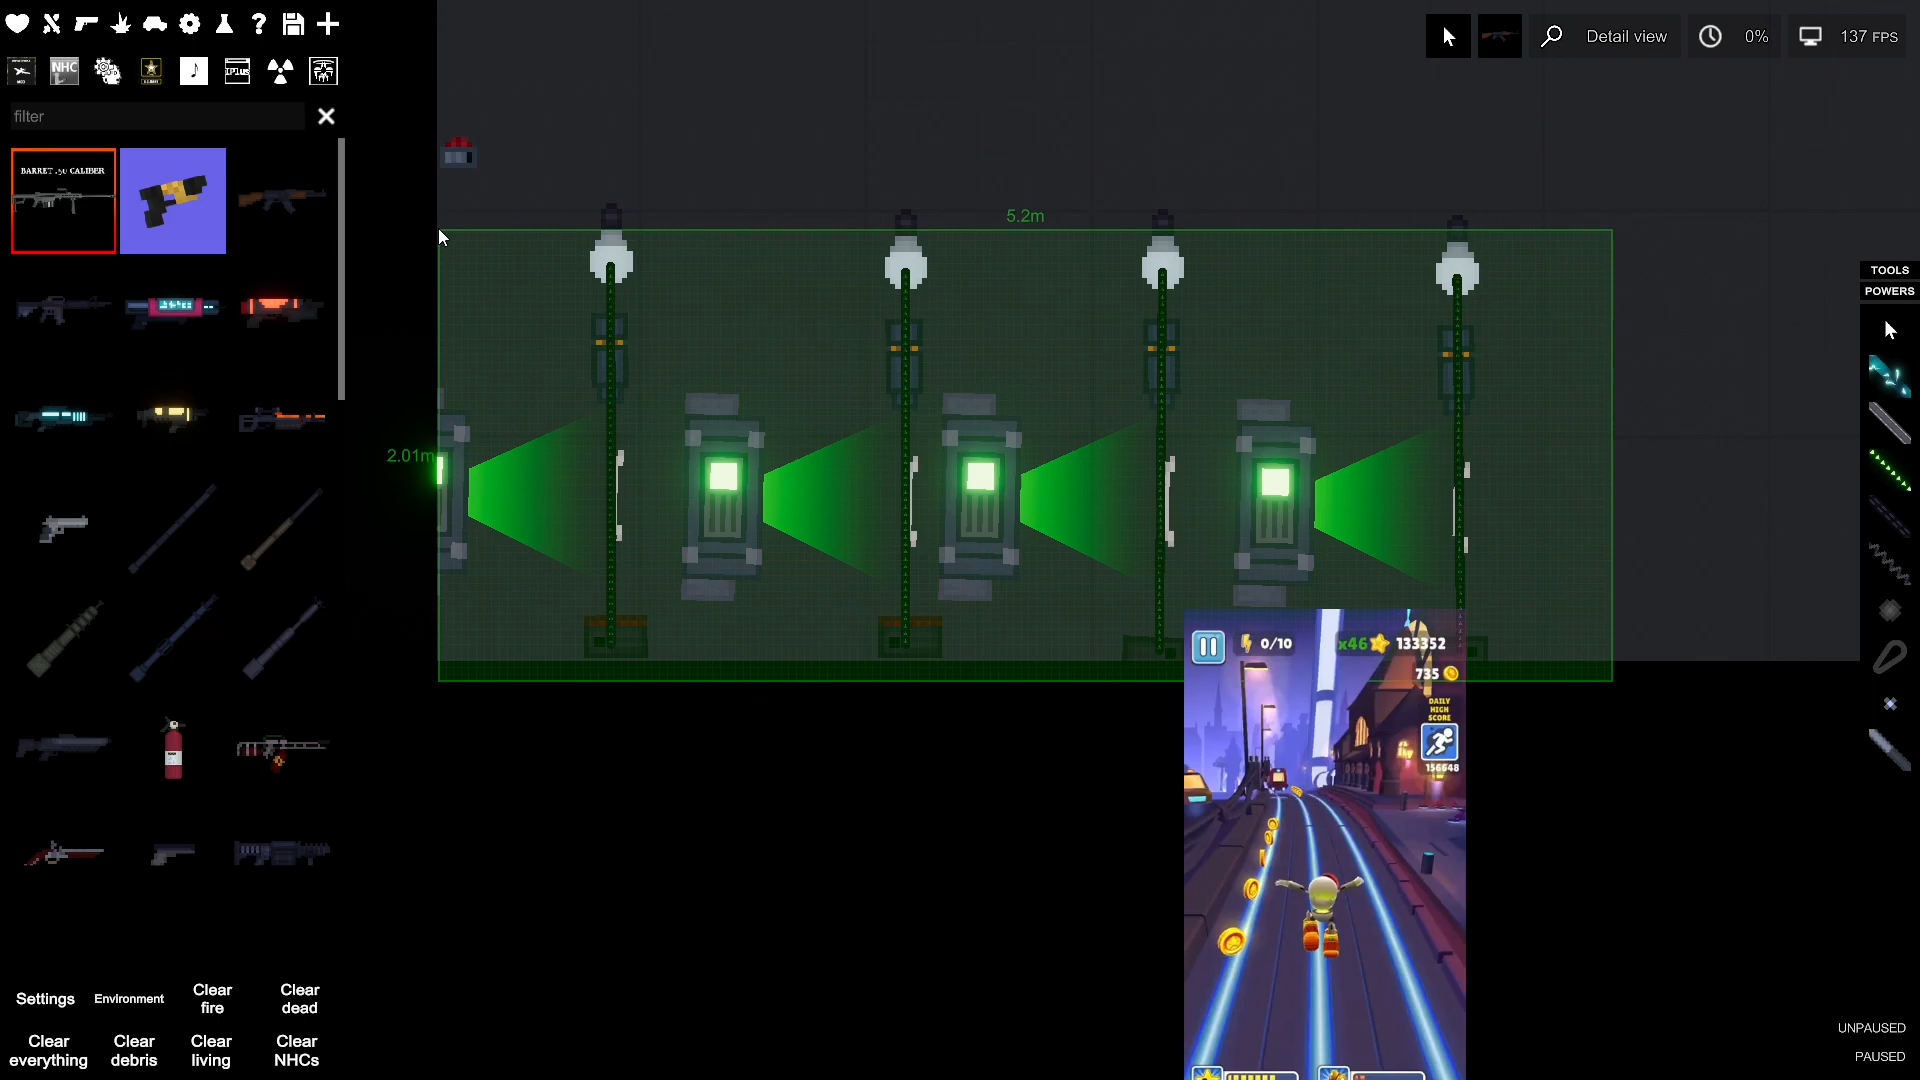 Detail view
0%
137 FPS
NHC
filter
BARRET .50 CALIBER
5.2m
2.01m
TOOLS
POWERS
0/10
x46
133352
735
DAILY
HIGH
SCORE
156648
Settings
Environment
Clear
fire
Clear
dead
Clear
everything
Clear
debris
Clear
living
Clear
NHCs
UNPAUSED
PAUSED